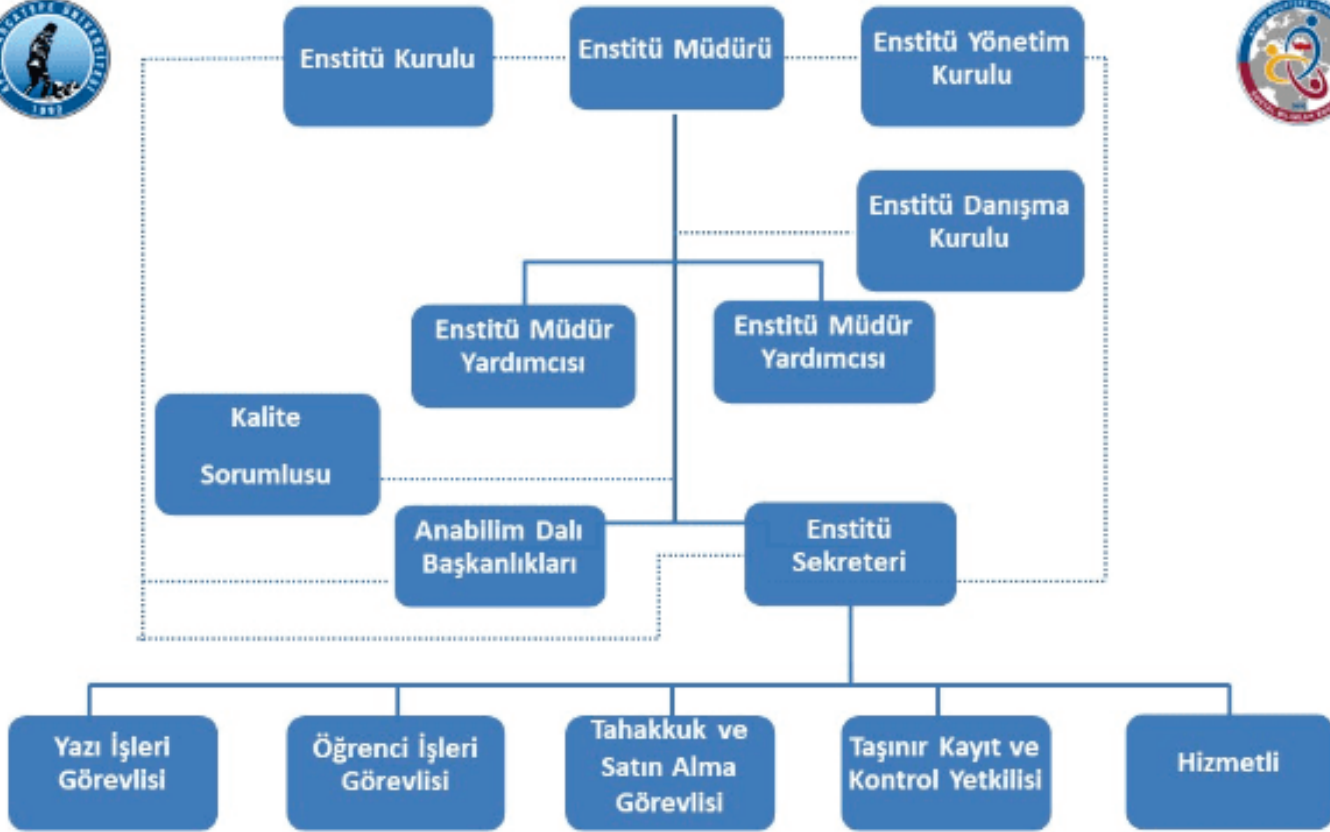 Enstitü Kurulu
Enstitü Müdürü
Enstitü Yönetim
Kurulu
Enstitü Danışma
Kurulu
Enstitü Müdür
Yardımcısı
Enstitü Müdür
Yardımcısı
Kalite
Sorumlusu
Anabilim Dalı
Başkanlıkları
Enstitü
Sekreteri
Yazı İşleri
Görevlisi
Öğrenci İşleri
Görevlisi
Tahakkuk ve
Satın Alma
Görevlisi
Taşınır Kayıt ve
Kontrol Yetkilisi
Hizmetli
1992